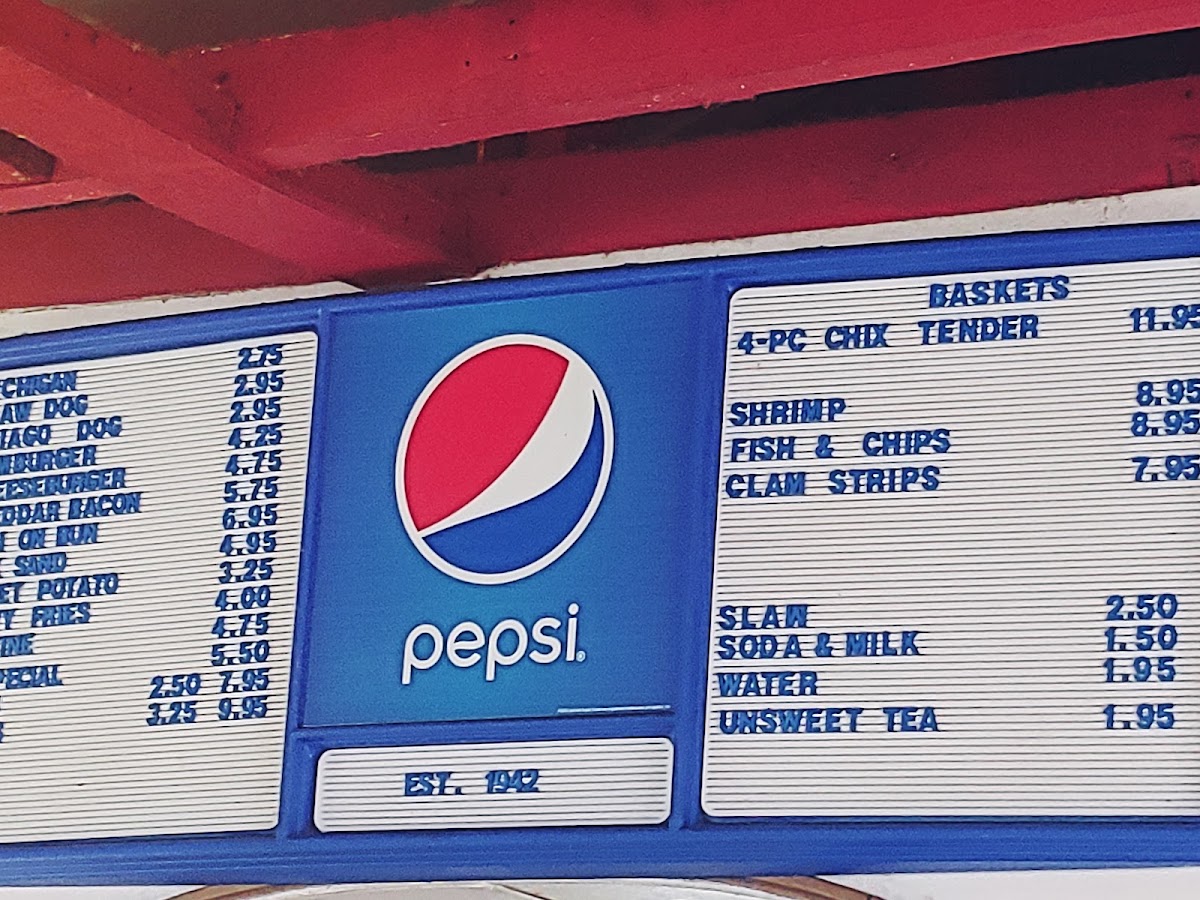 CHIGAN 2.75
AW DOG 2.95
IAGO DOG 2.95
MBURGER 4.25
EESEBURGER 4.75
DDAR BACON 5.75
ON BUN 6.95
SAND 4.95
ET POTATO 3.25
Y FRIES 4.00
INE 4.75
PECIAL 5.50
2.50 7.95
3.25 9.95
pepsi
EST. 1942
BASKETS
4-PC CHIX TENDER 11.95
SHRIMP 8.95
FISH & CHIPS 8.95
CLAM STRIPS 7.95
SLAW 2.50
SODA & MILK 1.50
WATER 1.95
UNSWEET TEA 1.95